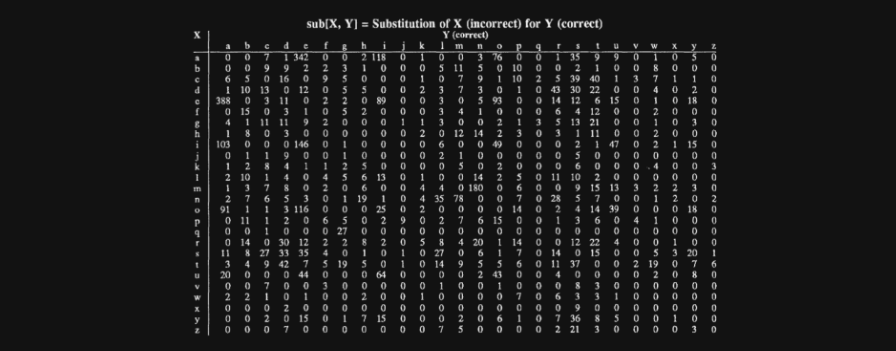 sub[X, Y] = Substitution of X (incorrect) for Y (correct)
X Y (correct)
a b c d e f g h i j k l m n o p q r s t u v w x y z
a 0 0 7 1 342 0 0 2 118 0 1 0 0 3 76 0 0 1 35 9 9 0 1 0 5 0
b 0 0 9 9 2 2 3 1 0 0 0 5 11 5 0 10 0 0 2 1 0 0 8 0 0 0
c 6 5 0 16 0 9 5 0 0 0 1 0 7 9 1 10 2 5 39 40 1 3 7 1 1 0
d 1 10 13 0 12 0 5 5 0 0 2 3 7 3 0 1 0 43 30 22 0 0 4 0 2 0
e 388 0 3 11 0 2 2 0 89 0 0 3 0 5 93 0 0 14 12 6 15 0 1 0 18 0
f 0 15 0 3 1 0 5 2 0 0 0 3 4 1 0 0 0 6 4 12 0 0 2 0 0 0
g 4 1 11 11 9 2 0 0 0 1 1 3 0 0 2 1 3 5 13 21 0 0 1 0 3 0
h 1 8 0 3 0 0 0 0 0 0 2 0 12 14 2 3 0 3 1 11 0 0 2 0 0 0
i 103 0 0 0 146 0 1 0 0 0 0 6 0 0 49 0 0 0 2 1 47 0 2 1 15 0
j 0 1 1 9 0 0 1 0 0 0 0 2 1 0 0 0 0 0 5 0 0 0 0 0 0 0
k 1 2 8 4 1 1 2 5 0 0 0 0 5 0 2 0 0 0 6 0 0 0 . 4 0 0 3
l 2 10 1 4 0 4 5 6 13 0 1 0 0 14 2 5 0 11 10 2 0 0 0 0 0 0
m 1 3 7 8 0 2 0 6 0 0 4 4 0 180 0 6 0 0 9 15 13 3 2 2 3 0
n 2 7 6 5 3 0 1 19 1 0 4 35 78 0 0 7 0 28 5 7 0 0 1 2 0 2
o 91 1 1 3 116 0 0 0 25 0 2 0 0 0 0 14 0 2 4 14 39 0 0 0 18 0
p 0 11 1 2 0 6 5 0 2 9 0 2 7 6 15 0 0 1 3 6 0 4 1 0 0 0
q 0 0 1 0 0 0 27 0 0 0 0 0 0 0 0 0 0 0 0 0 0 0 0 0 0 0
r 0 14 0 30 12 2 2 8 2 0 5 8 4 20 1 14 0 0 12 22 4 0 0 1 0 0
s 11 8 27 33 35 4 0 1 0 1 0 27 0 6 1 7 0 14 0 15 0 0 5 3 20 1
t 3 4 9 42 7 5 19 5 0 1 0 14 9 5 5 6 0 11 37 0 0 2 19 0 7 6
u 20 0 0 0 44 0 0 0 64 0 0 0 0 2 43 0 0 4 0 0 0 0 2 0 8 0
v 0 0 7 0 0 3 0 0 0 0 0 1 0 0 1 0 0 0 8 3 0 0 0 0 0 0
w 2 2 1 0 1 0 0 2 0 0 1 0 0 0 0 7 0 6 3 3 1 0 0 0 0 0
x 0 0 0 2 0 0 0 0 0 0 0 0 0 0 0 0 0 0 9 0 0 0 0 0 0 0
y 0 0 2 0 15 0 1 7 15 0 0 0 2 0 6 1 0 7 36 8 5 0 0 1 0 0
z 0 0 0 7 0 0 0 0 0 0 0 7 5 0 0 0 0 2 21 3 0 0 0 0 3 0